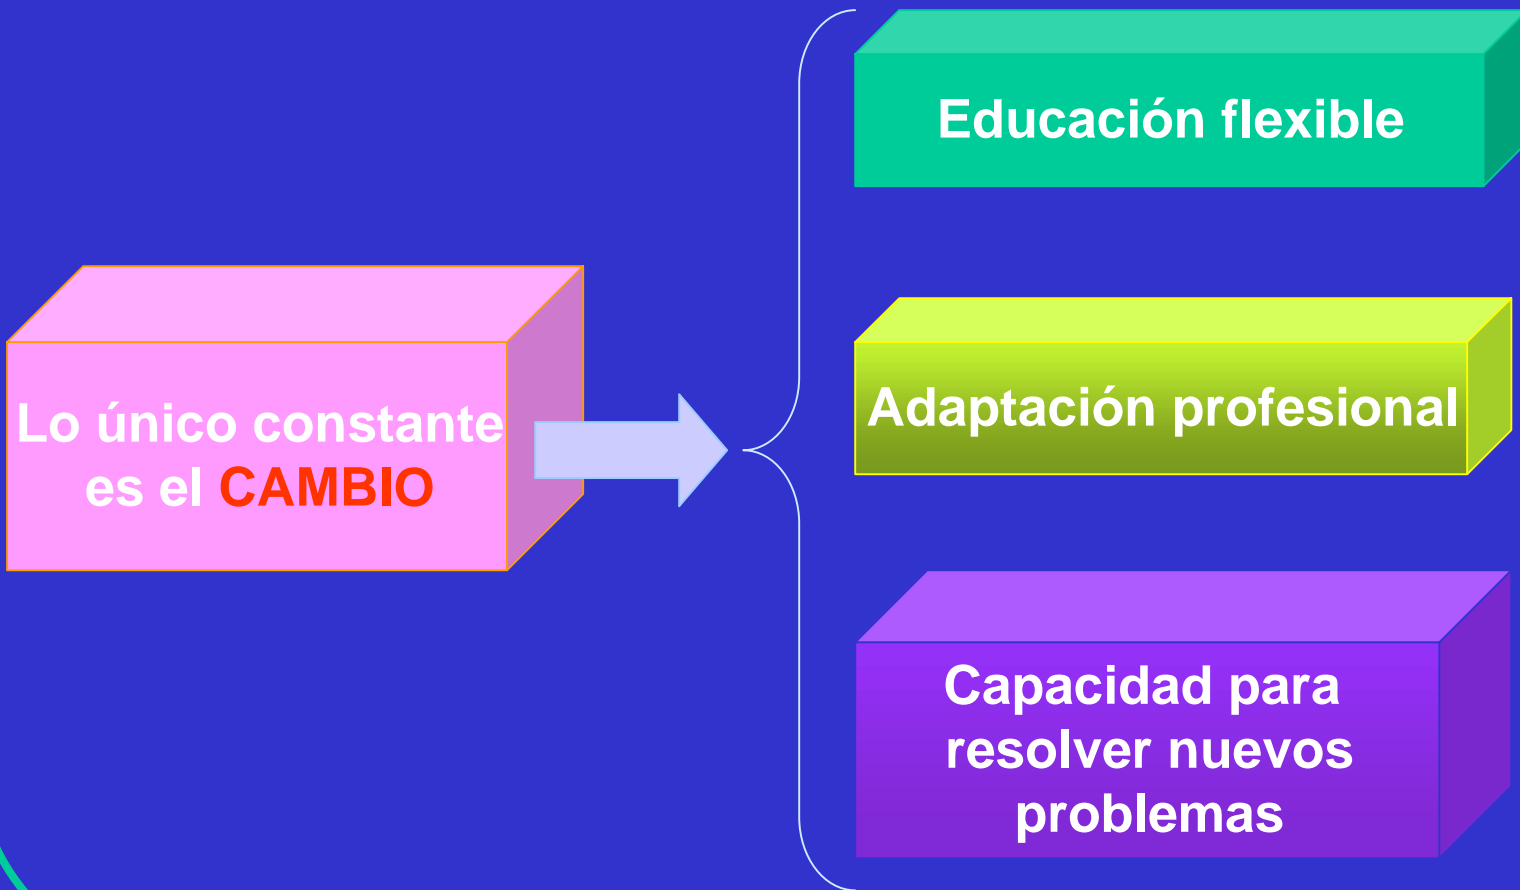 Lo único constante
es el CAMBIO
Educación flexible
Adaptación profesional
Capacidad para
resolver nuevos
problemas